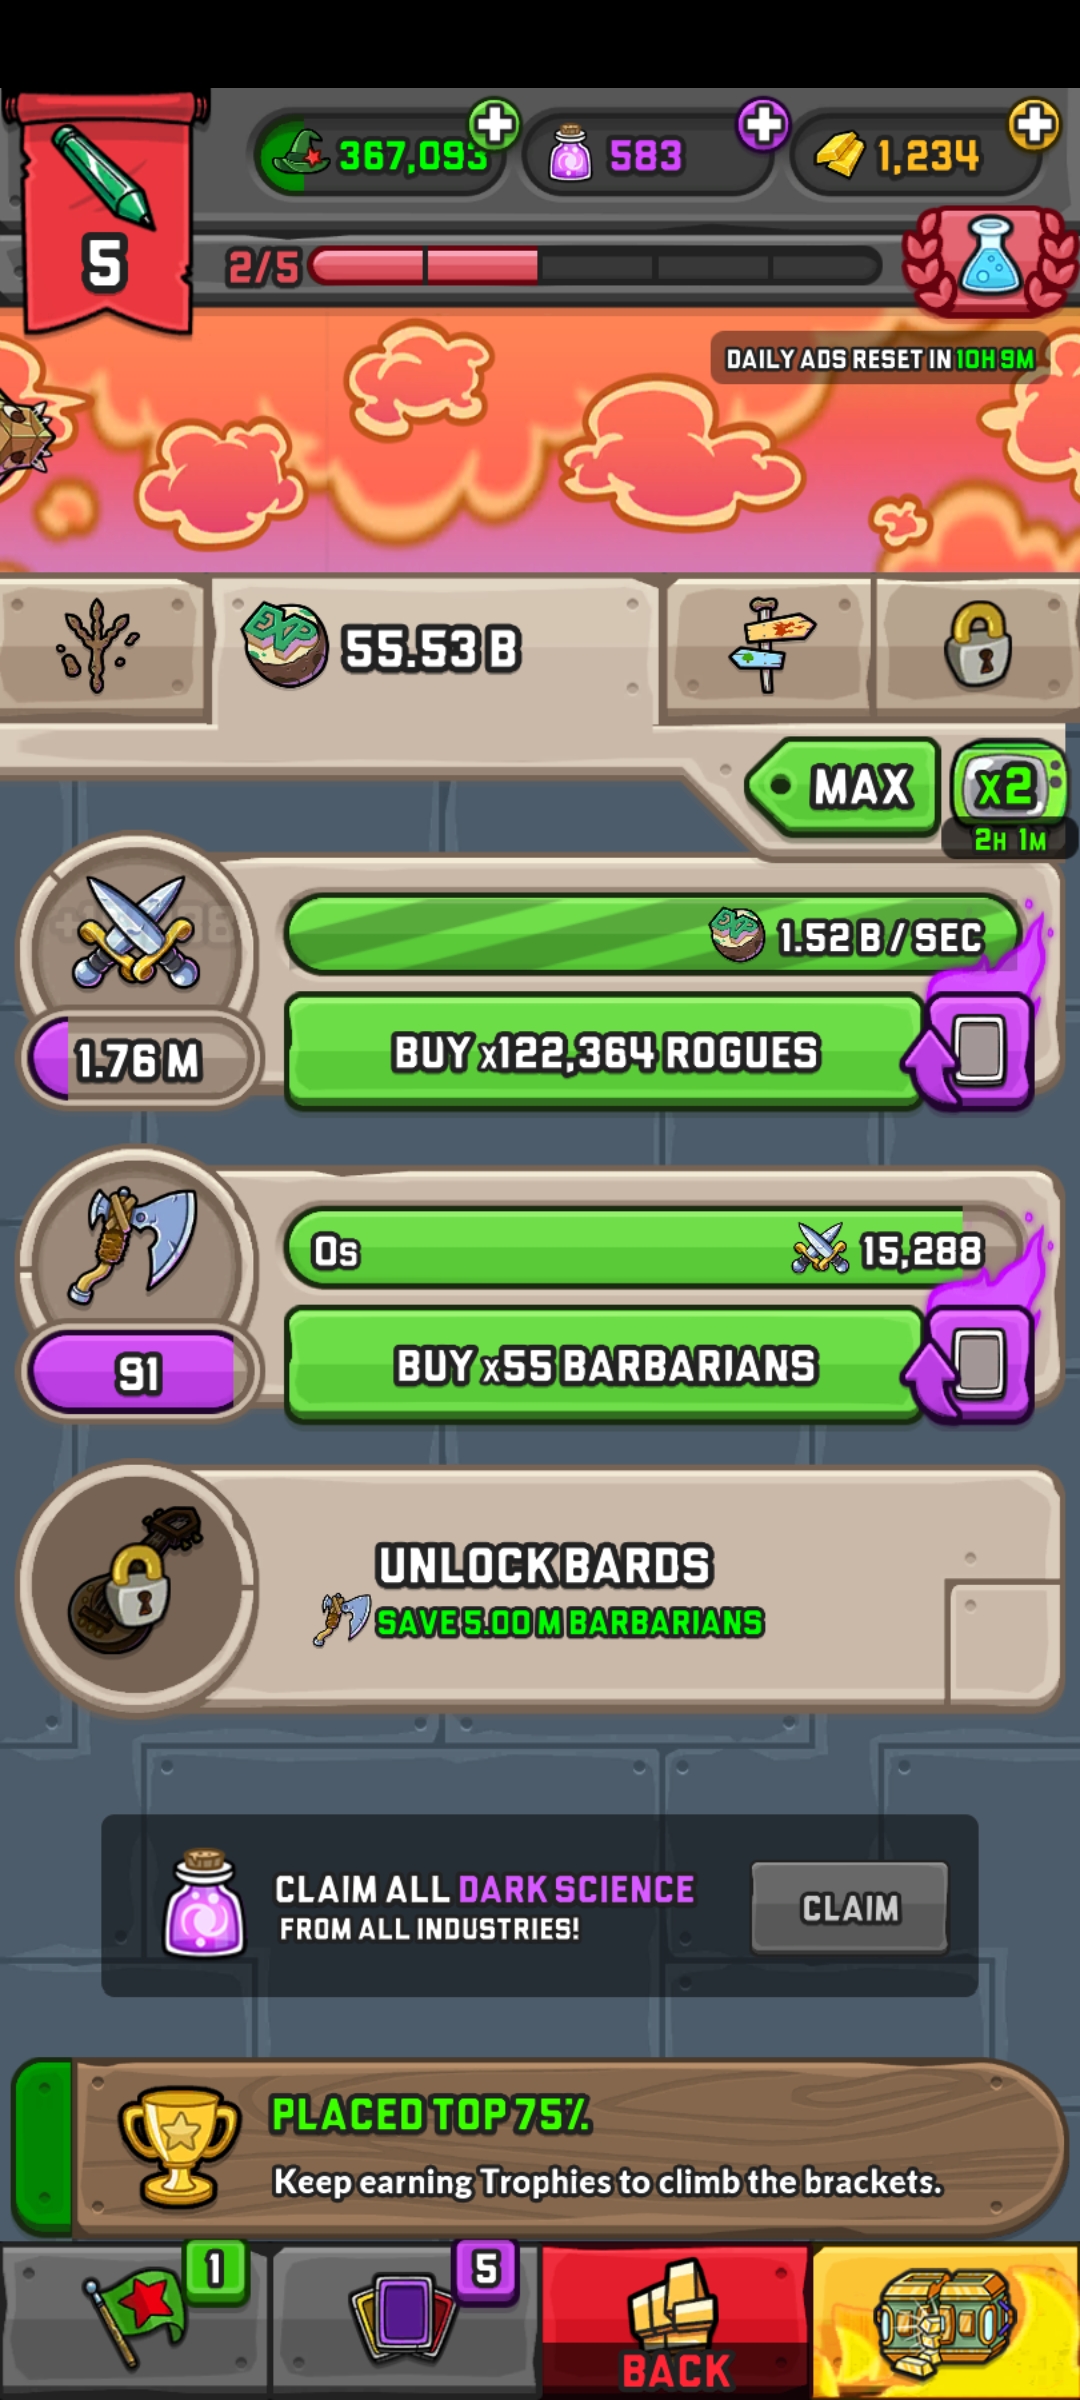 367,093
583
1,234
5
2/5
DAILY ADS RESET IN 10H 9M
EXP
55.53 B
MAX
x2
2H 1M
EXP
1.52 B / SEC
1.76 M
BUY x122,364 ROGUES
0s
15,288
91
BUY x55 BARBARIANS
UNLOCK BARDS
SAVE 5.00 M BARBARIANS
CLAIM ALL DARK SCIENCE
FROM ALL INDUSTRIES!
CLAIM
PLACED TOP 75%
Keep earning Trophies to climb the brackets.
1
5
BACK